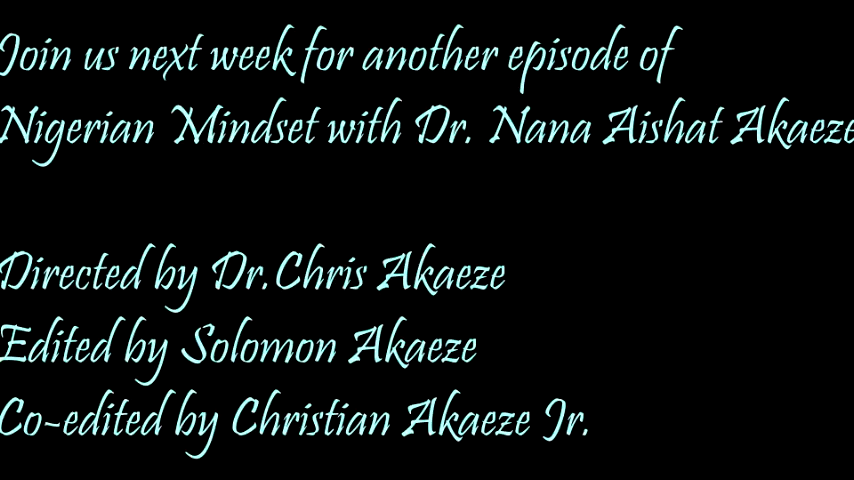 Join us next week for another episode of
Nigerian Mindset with Dr. Nana Aishat Akaeze
Directed by Dr.Chris Akaeze
Edited by Solomon Akaeze
Co-edited by Christian Akaeze Jr.